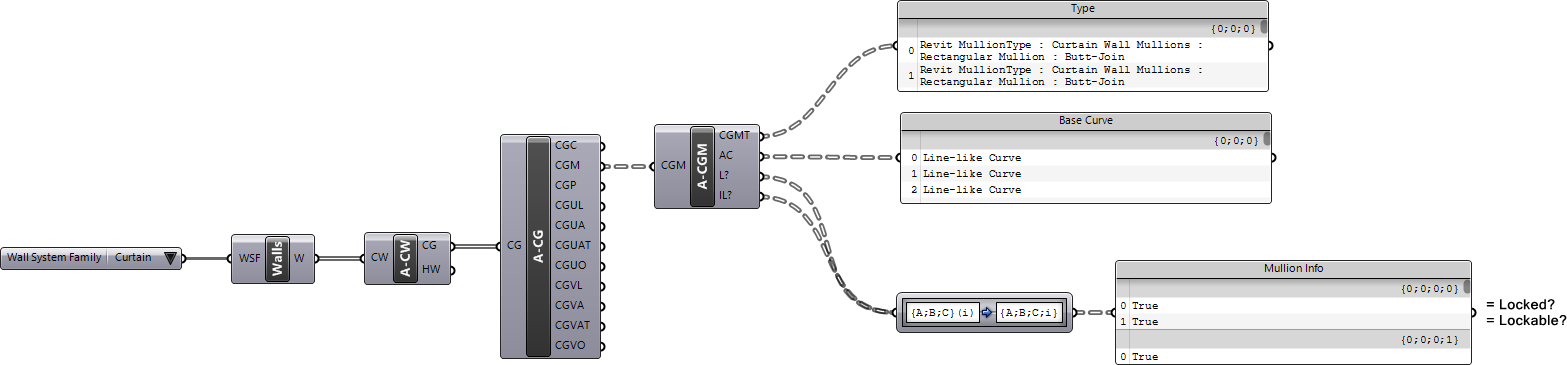 Wall System Family Curtain
WSF Walls W
CW A-CW CG
HW
CG A-CG
CGC
CGM
CGP
CGUL
CGUA
CGUAT
CGUO
CGVL
CGVA
CGVAT
CGVO
CGM A-CGM
CGMT
AC
L?
IL?
Type
{0;0;0}
0 Revit MullionType : Curtain Wall Mullions :
Rectangular Mullion : Butt-Join
1 Revit MullionType : Curtain Wall Mullions :
Rectangular Mullion : Butt-Join
Base Curve
{0;0;0}
0 Line-like Curve
1 Line-like Curve
2 Line-like Curve
{A;B;C}(i) {A;B;C;i}
Mullion Info
{0;0;0;0}
0 True
1 True
{0;0;0;1}
0 True
= Locked?
= Lockable?